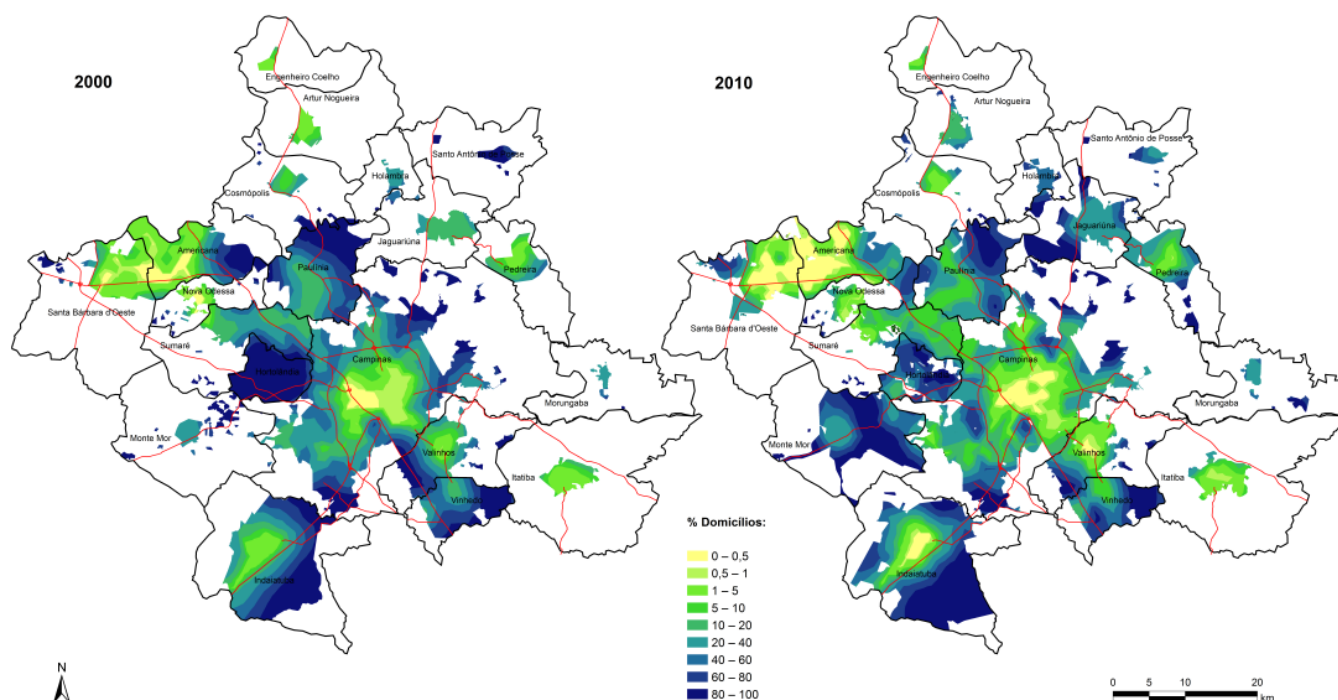 2000
Engenheiro Coelho
Artur Nogueira
Santo Antônio de Posse
Holambra
Cosmópolis
Jaguariúna
Americana
Paulínia
Pedreira
Nova Odessa
Santa Bárbara d'Oeste
Sumaré
Campinas
Hortolândia
Morungaba
Monte Mor
Valinhos
Itatiba
Vinhedo
Indaiatuba
N
2010
Engenheiro Coelho
Artur Nogueira
Santo Antônio de Posse
Holambra
Cosmópolis
Jaguariúna
Americana
Paulínia
Pedreira
Nova Odessa
Santa Bárbara d'Oeste
Sumaré
Campinas
Morungaba
Monte Mor
Valinhos
Itatiba
Vinhedo
Indaiatuba
% Domicílios:
0 – 0,5
0,5 – 1
1 – 5
5 – 10
10 – 20
20 – 40
40 – 60
60 – 80
80 – 100
0 5 10 20
km